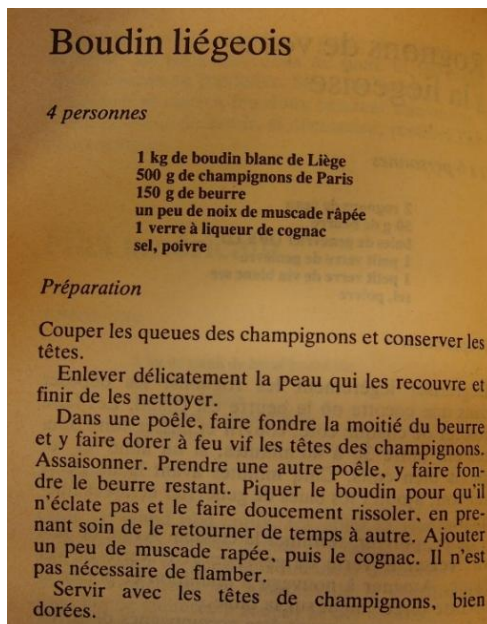 Boudin liégeois
4 personnes
1 kg de boudin blanc de Liège
500 g de champignons de Paris
150 g de beurre
un peu de noix de muscade râpée
1 verre à liqueur de cognac
sel, poivre
Préparation
Couper les queues des champignons et conserver les
têtes.
Enlever délicatement la peau qui les recouvre et
finir de les nettoyer.
Dans une poêle, faire fondre la moitié du beurre
et y faire dorer à feu vif les têtes des champignons.
Assaisonner. Prendre une autre poêle, y faire fon-
dre le beurre restant. Piquer le boudin pour qu'il
n'éclate pas et le faire doucement rissoler, en pre-
nant soin de le retourner de temps à autre. Ajouter
un peu de muscade rapée, puis le cognac. Il n'est
pas nécessaire de flamber.
Servir avec les têtes de champignons, bien
dorées.